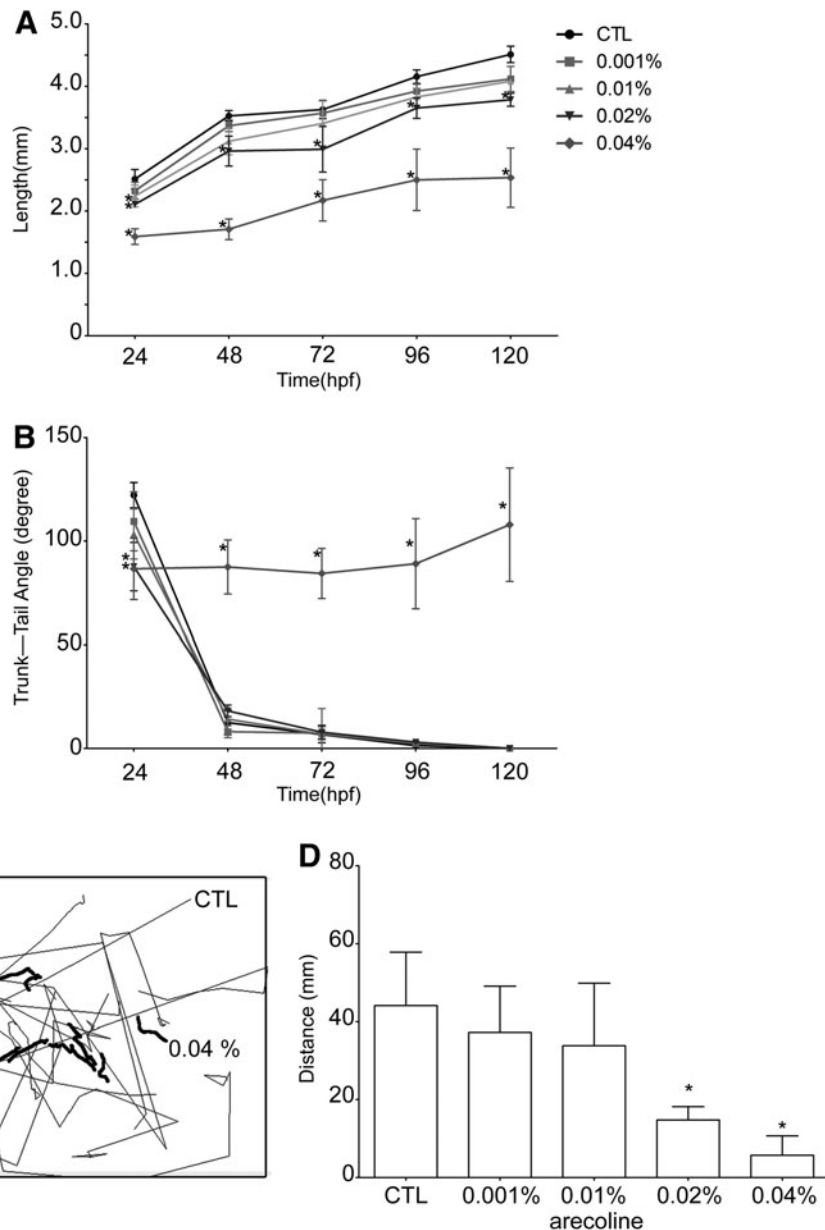 A
5.0
4.0
3.0
2.0
1.0
0
Length(mm)
24 48 72 96 120
Time(hpf)
CTL
0.001%
0.01%
0.02%
0.04%
* * * * * * * * * * *
B
150
100
50
0
Trunk—Tail Angle (degree)
24 48 72 96 120
Time(hpf)
* * * * * *
CTL
0.04 %
D
80
60
40
20
0
Distance (mm)
* *
CTL 0.001% 0.01% 0.02% 0.04%
arecoline